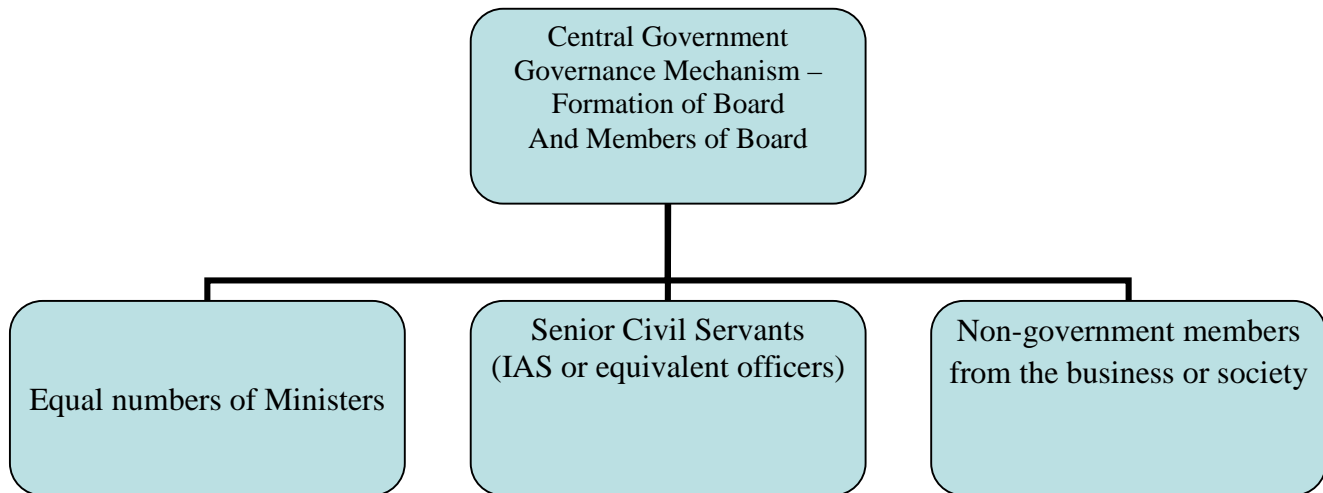 Central Government
Governance Mechanism –
Formation of Board
And Members of Board
Equal numbers of Ministers
Senior Civil Servants
(IAS or equivalent officers)
Non-government members
from the business or society